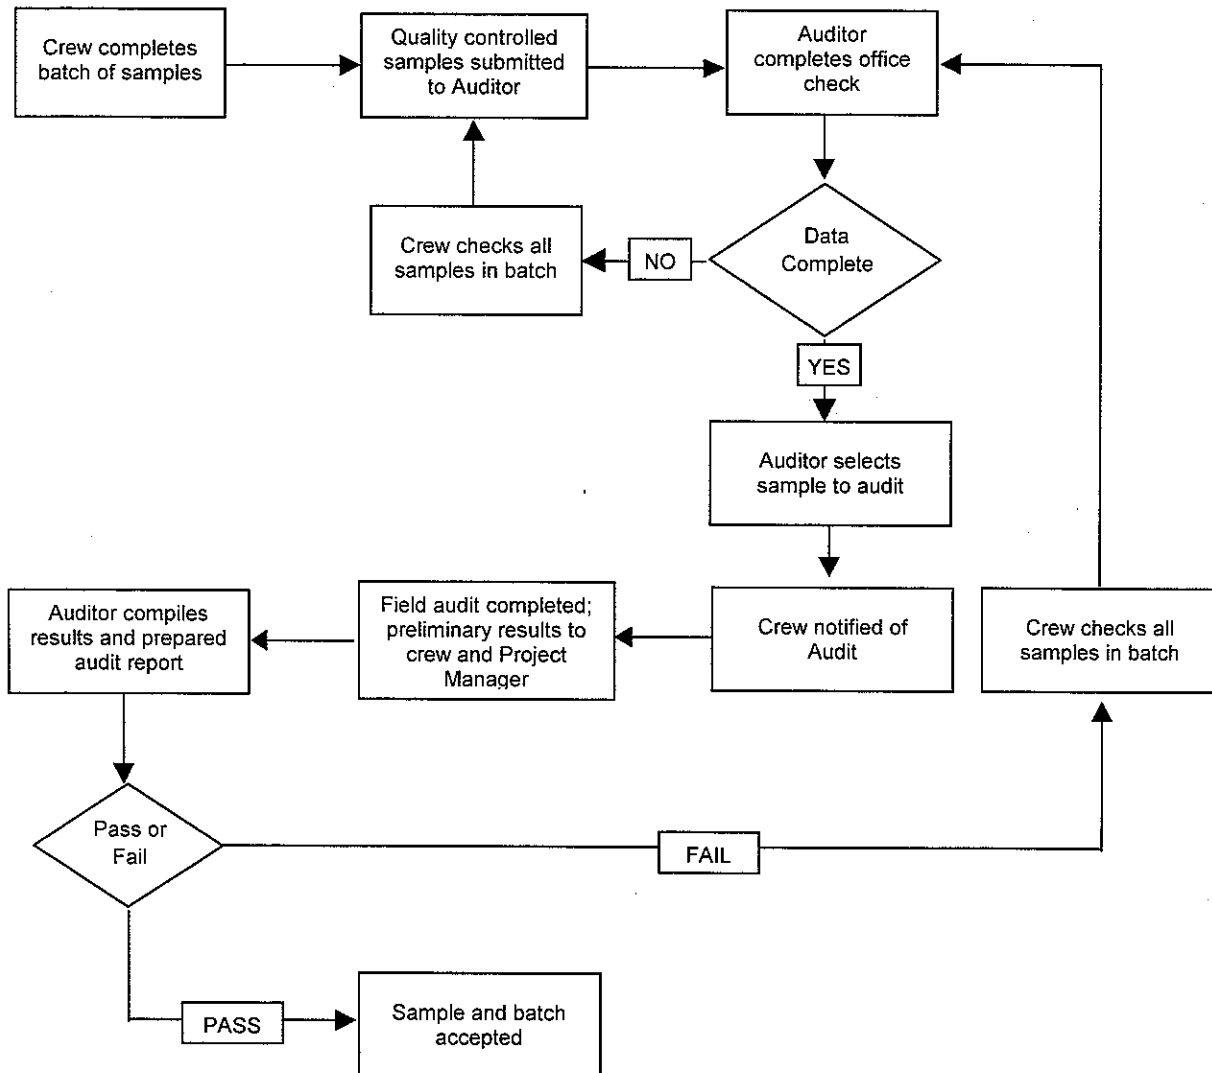 Crew completes
batch of samples
Quality controlled
samples submitted
to Auditor
Auditor
completes office
check
Crew checks all
samples in batch
NO
Data
Complete
YES
Auditor selects
sample to audit
Auditor compiles
results and prepared
audit report
Field audit completed;
preliminary results to
crew and Project
Manager
Crew notified of
Audit
Crew checks all
samples in batch
Pass or
Fail
FAIL
PASS
Sample and batch
accepted